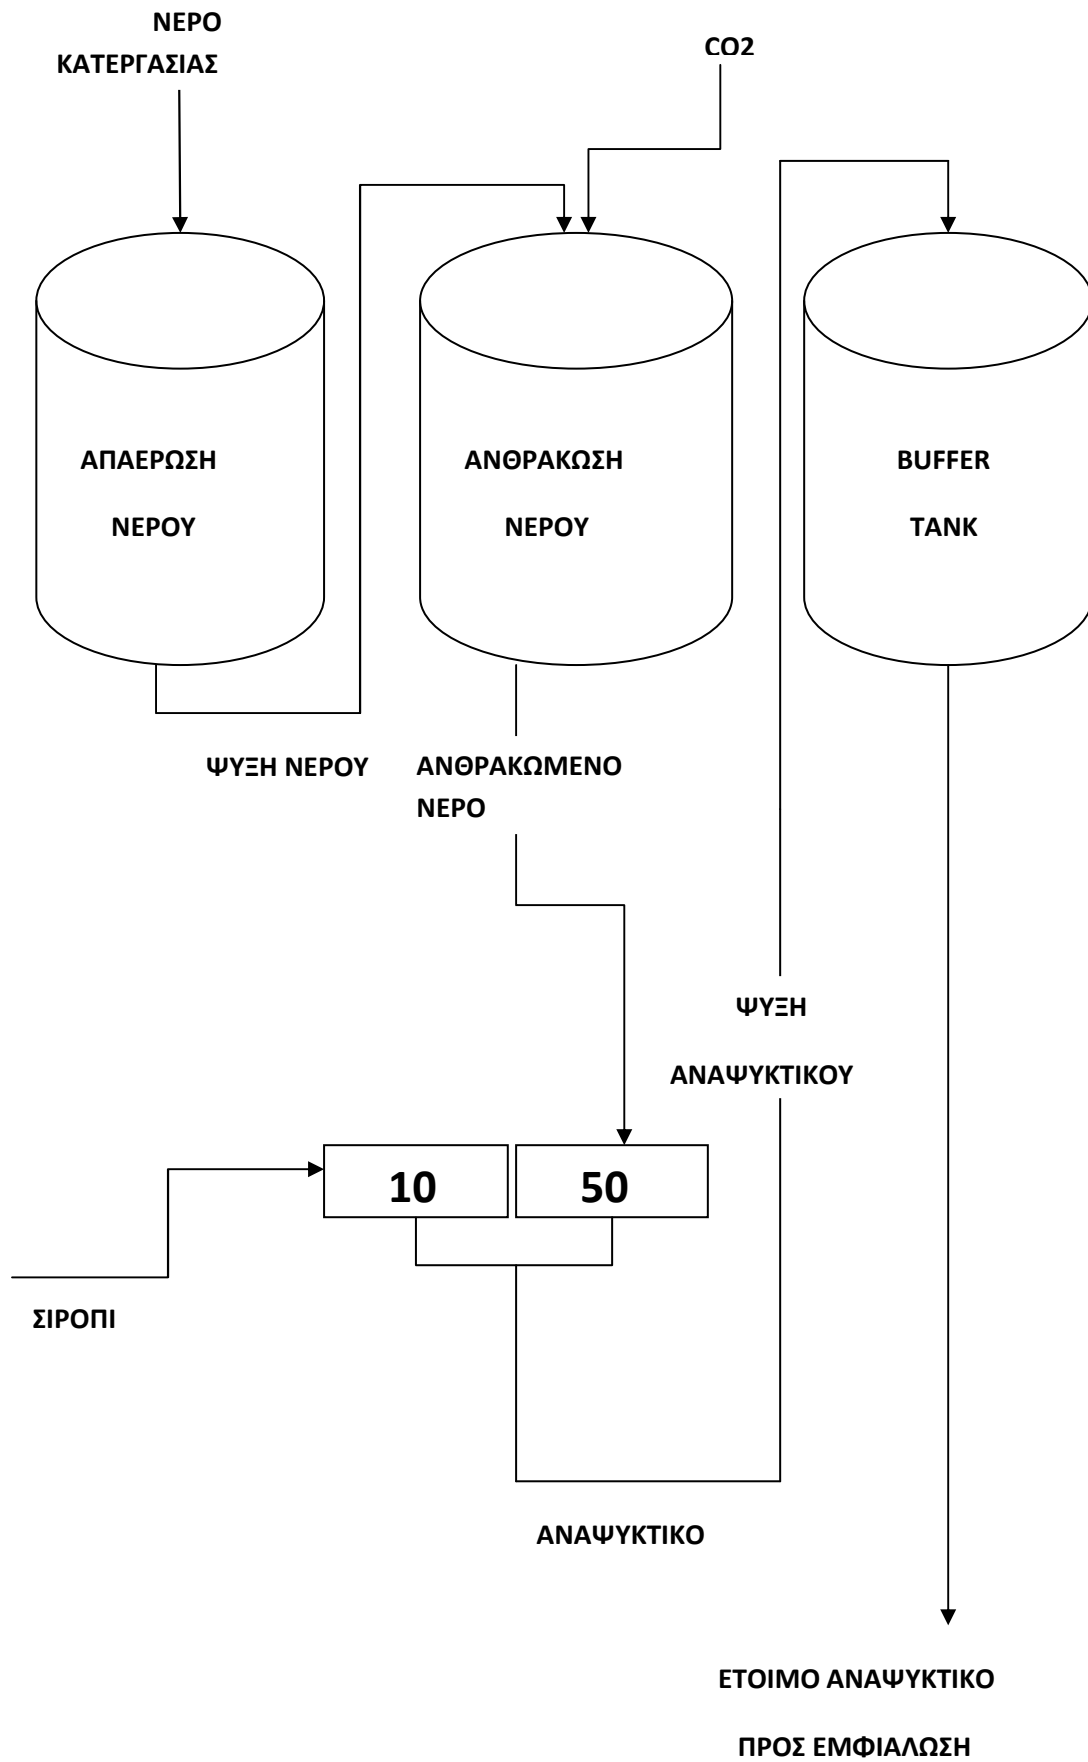 ΝΕΡΟ
ΚΑΤΕΡΓΑΣΙΑΣ
CO2
ΑΠΑΕΡΩΣΗ
ΝΕΡΟΥ
ΑΝΘΡΑΚΩΣΗ
ΝΕΡΟΥ
BUFFER
TANK
ΨΥΞΗ ΝΕΡΟΥ
ΑΝΘΡΑΚΩΜΕΝΟ
ΝΕΡΟ
ΨΥΞΗ
ΑΝΑΨΥΚΤΙΚΟΥ
10
50
ΣΙΡΟΠΙ
ΑΝΑΨΥΚΤΙΚΟ
ΕΤΟΙΜΟ ΑΝΑΨΥΚΤΙΚΟ
ΠΡΟΣ ΕΜΦΙΑΛΩΣΗ